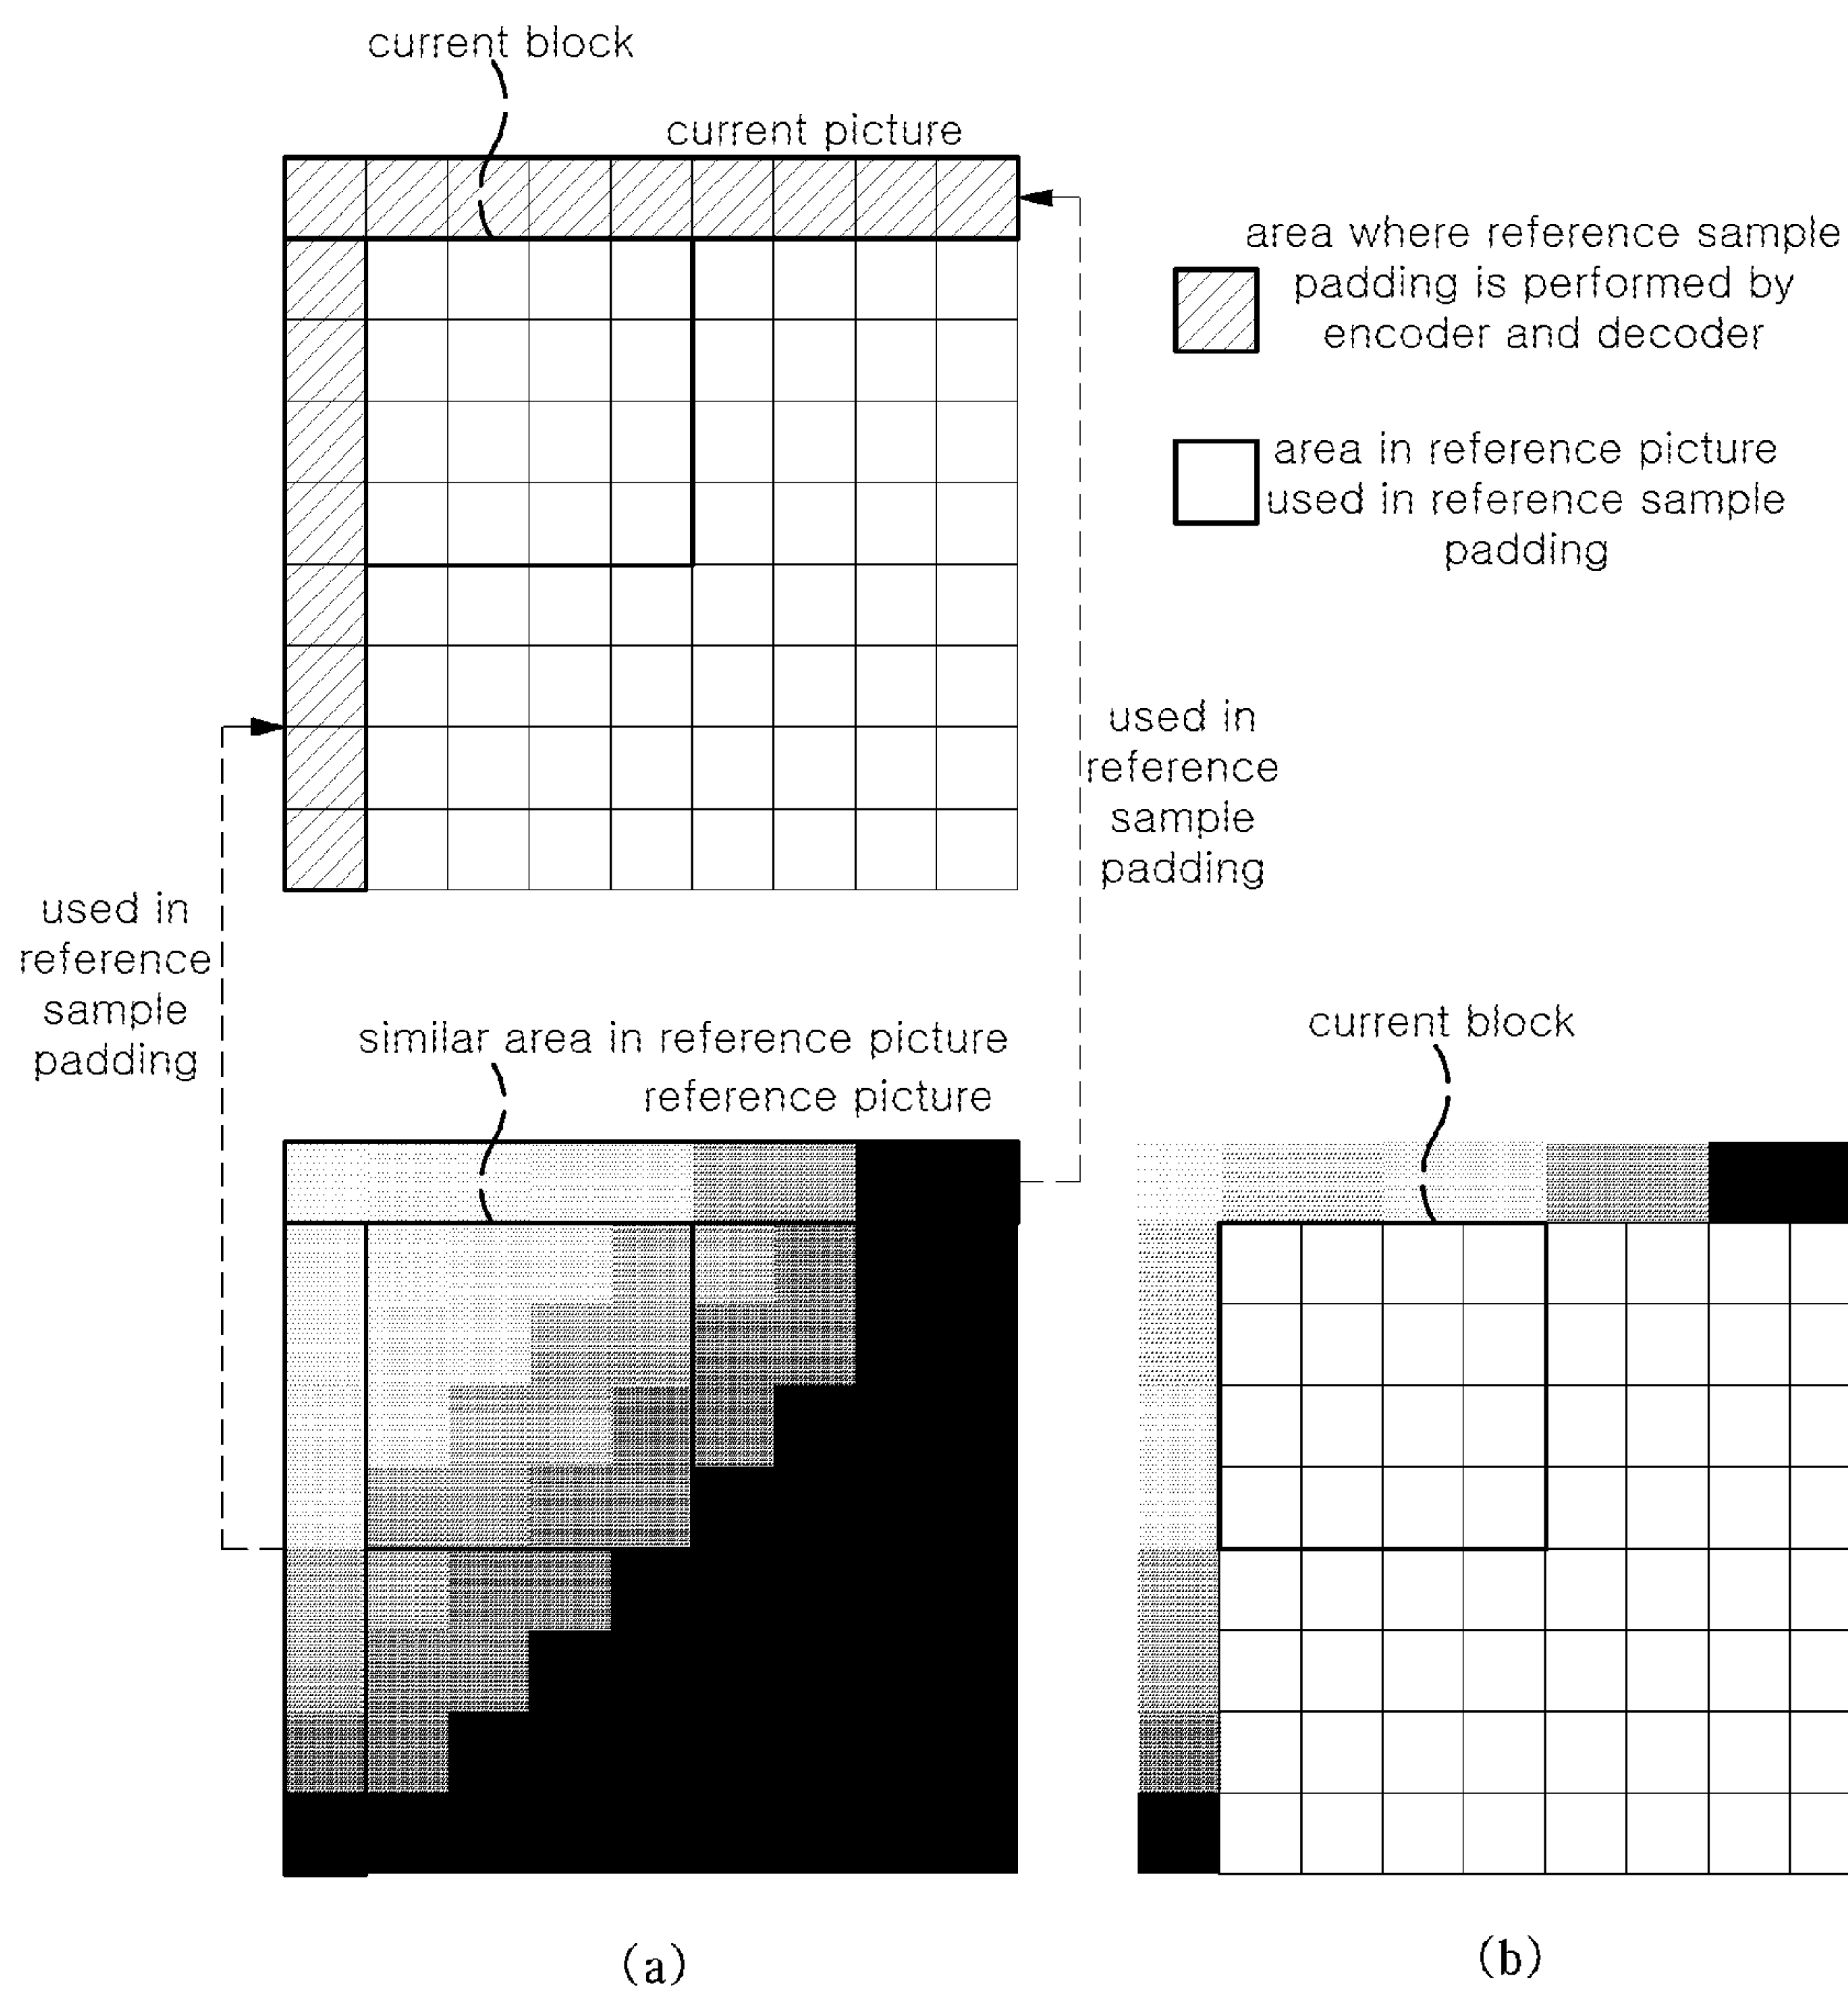 current block
current picture
area where reference sample
padding is performed by
encoder and decoder
area in reference picture
used in reference sample
padding
used in
reference
sample
padding
used in
reference
sample
padding
similar area in reference picture
reference picture
current block
(a)
(b)